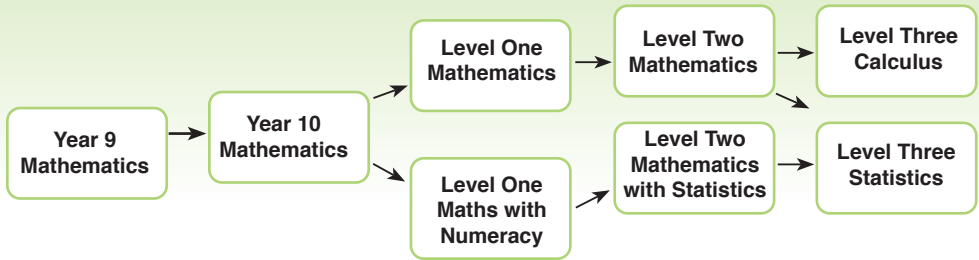 Year 9
Mathematics
Year 10
Mathematics
Level One
Mathematics
Level Two
Mathematics
Level Three
Calculus
Level One
Maths with
Numeracy
Level Two
Mathematics
with Statistics
Level Three
Statistics